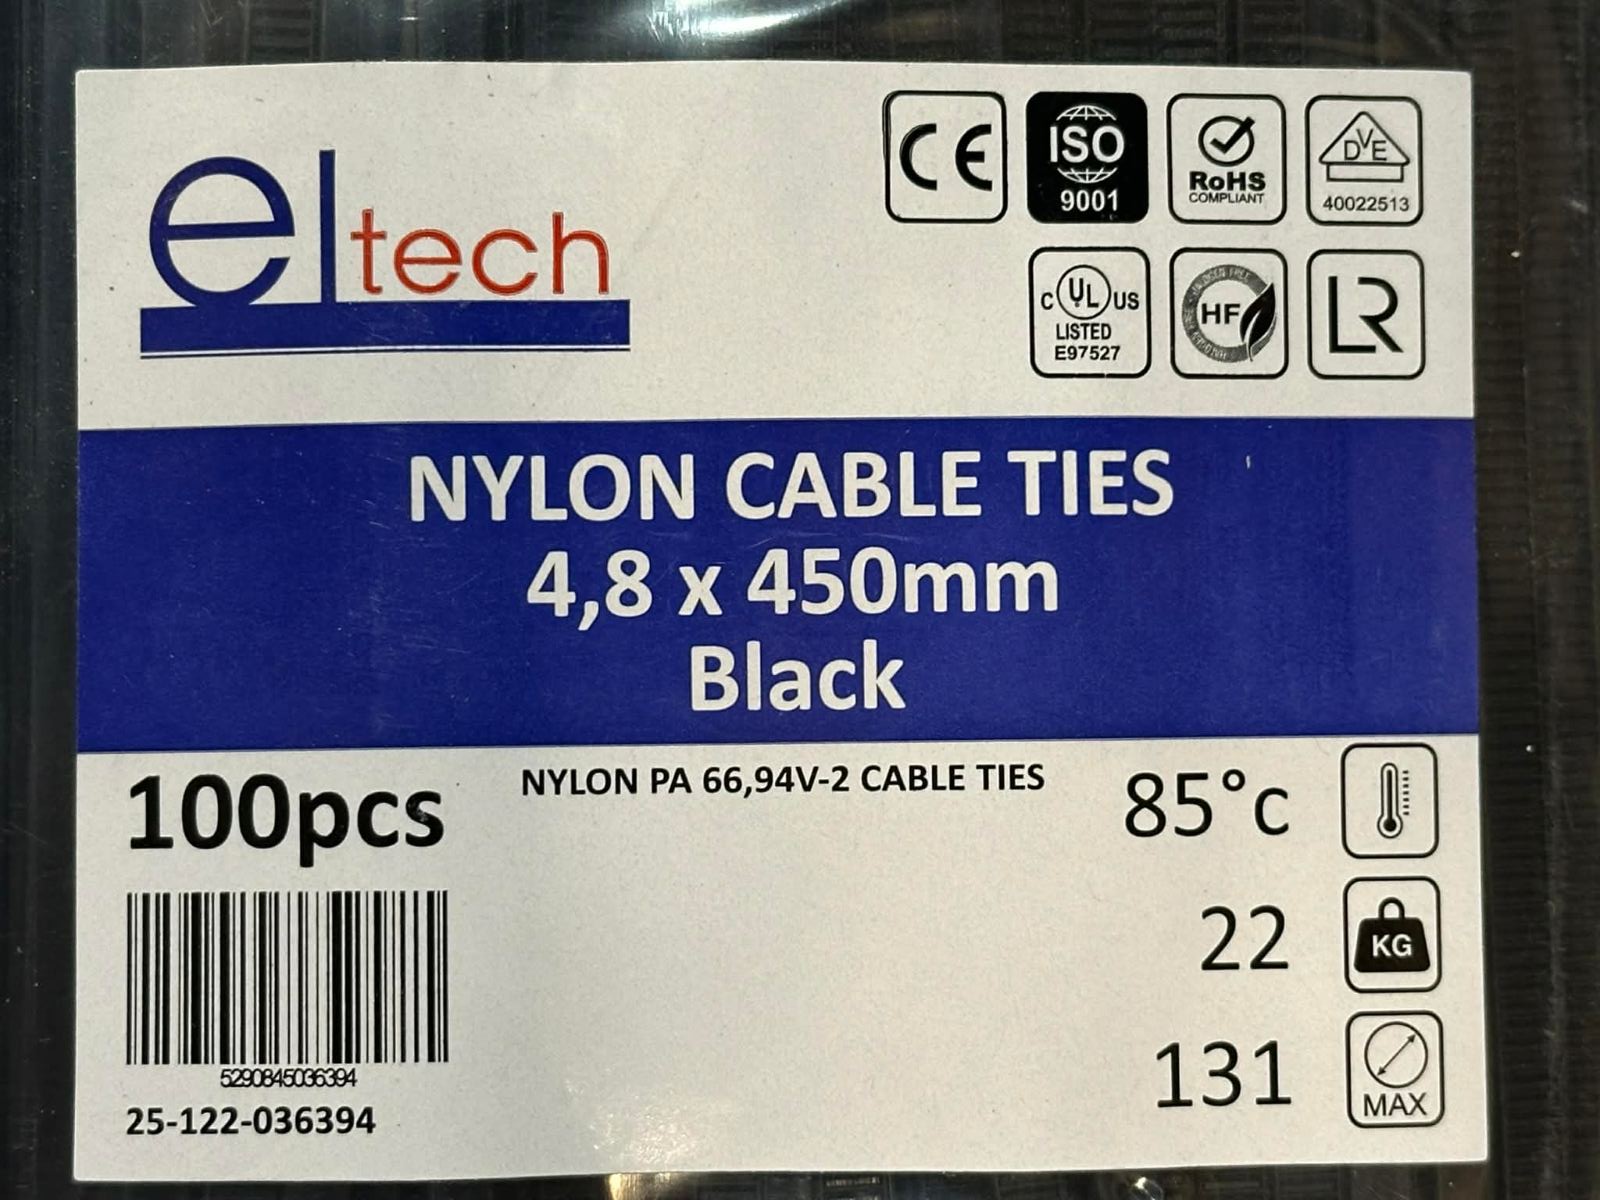 eltech
CE
ISO
9001
RoHS
COMPLIANT
DVE
40022513
C UL US
LISTED
E97527
HF
LR
NYLON CABLE TIES
4,8 x 450mm
Black
100pcs
NYLON PA 66,94V-2 CABLE TIES
85°c
22
KG
131
MAX
5290845036394
25-122-036394